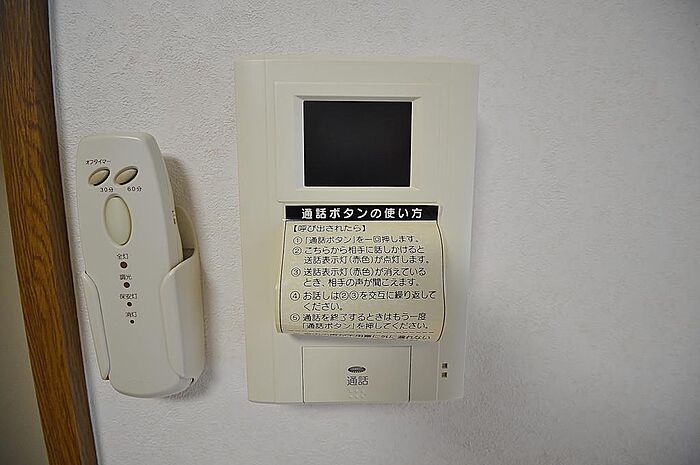 オフタイマー
30分 60分
全灯
調光
保安灯
消灯
通話ボタンの使い方
【呼び出されたら】
①「通話ボタン」を一回押します。
②こちらから相手に話しかけると
送話表示灯(赤色)が点灯します。
③送話表示灯(赤色)が消えている
とき、相手の声が聞こえます。
④お話しは②③を交互に繰り返して
ください。
⑤通話を終了するときはもう一度
「通話ボタン」を押してください。
通話